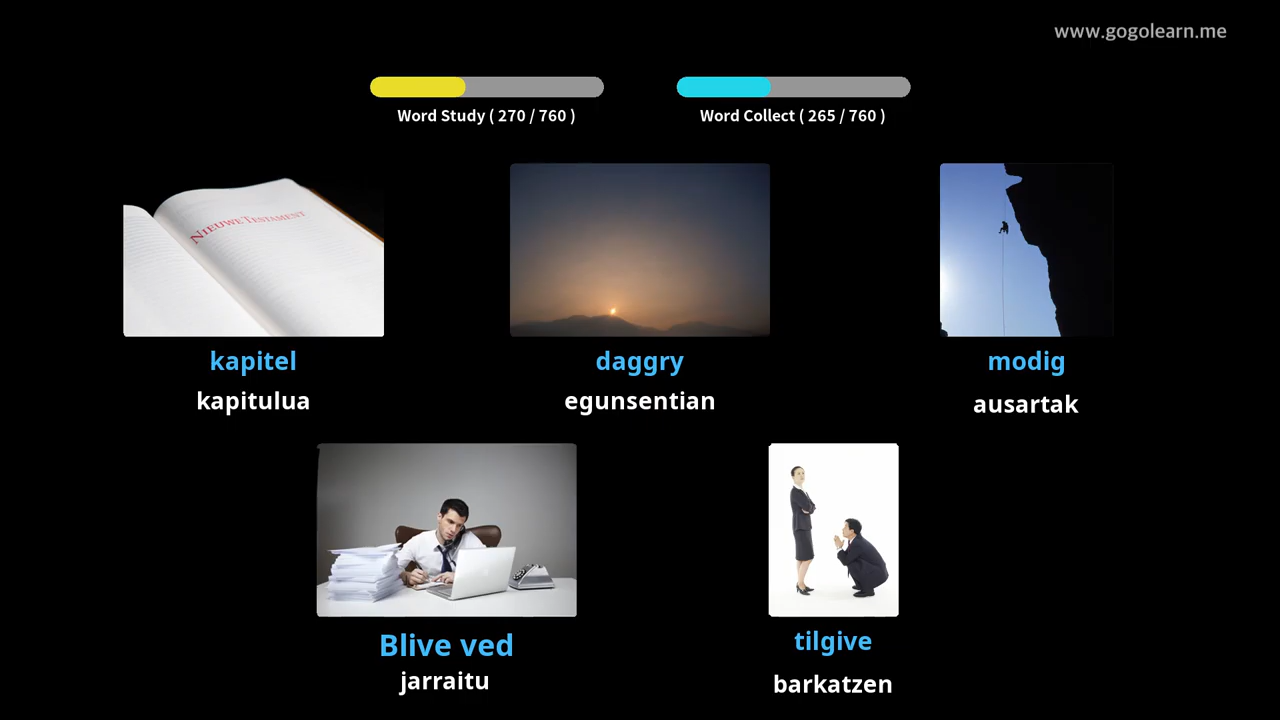 www.gogolearn.me
Word Study ( 270 / 760 )
Word Collect ( 265 / 760 )
NIEUWE TESTAMENT
kapitel
kapitulua
daggry
egunsentian
modig
ausartak
Blive ved
jarraitu
tilgive
barkatzen